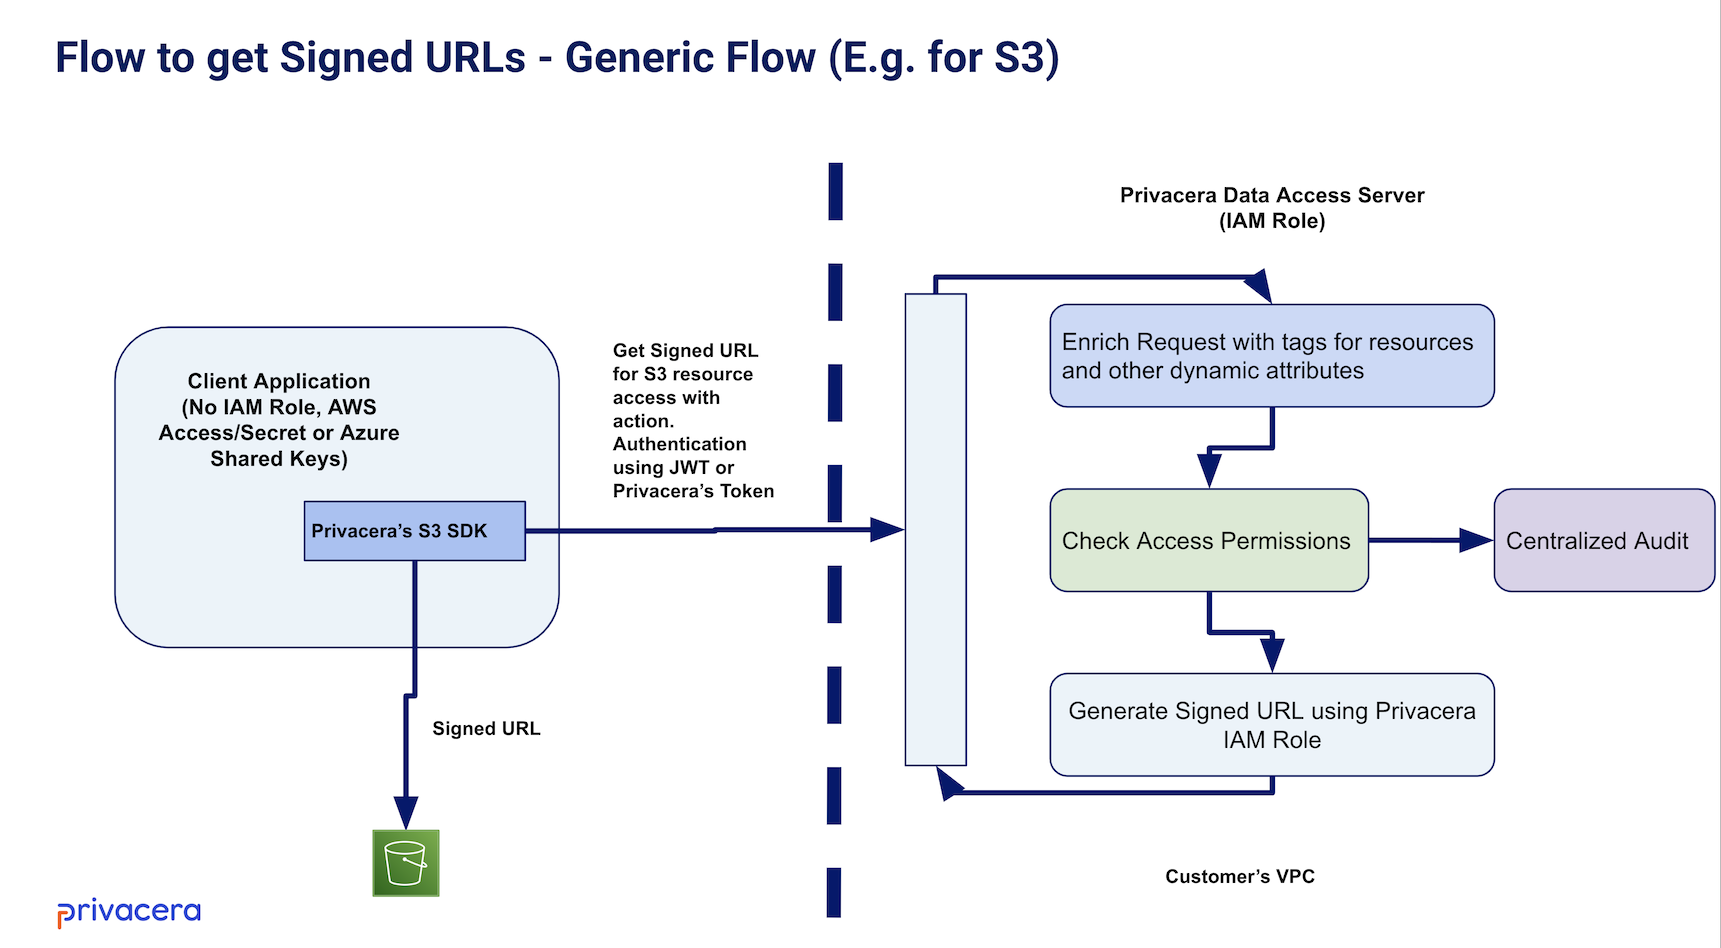 Flow to get Signed URLs - Generic Flow (E.g. for S3)
Client Application
(No IAM Role, AWS
Access/Secret or Azure
Shared Keys)
Privacera’s S3 SDK
Get Signed URL
for S3 resource
access with
action.
Authentication
using JWT or
Privacera’s Token
Signed URL
Privacera Data Access Server
(IAM Role)
Enrich Request with tags for resources
and other dynamic attributes
Check Access Permissions
Centralized Audit
Generate Signed URL using Privacera
IAM Role
Customer’s VPC
privacera